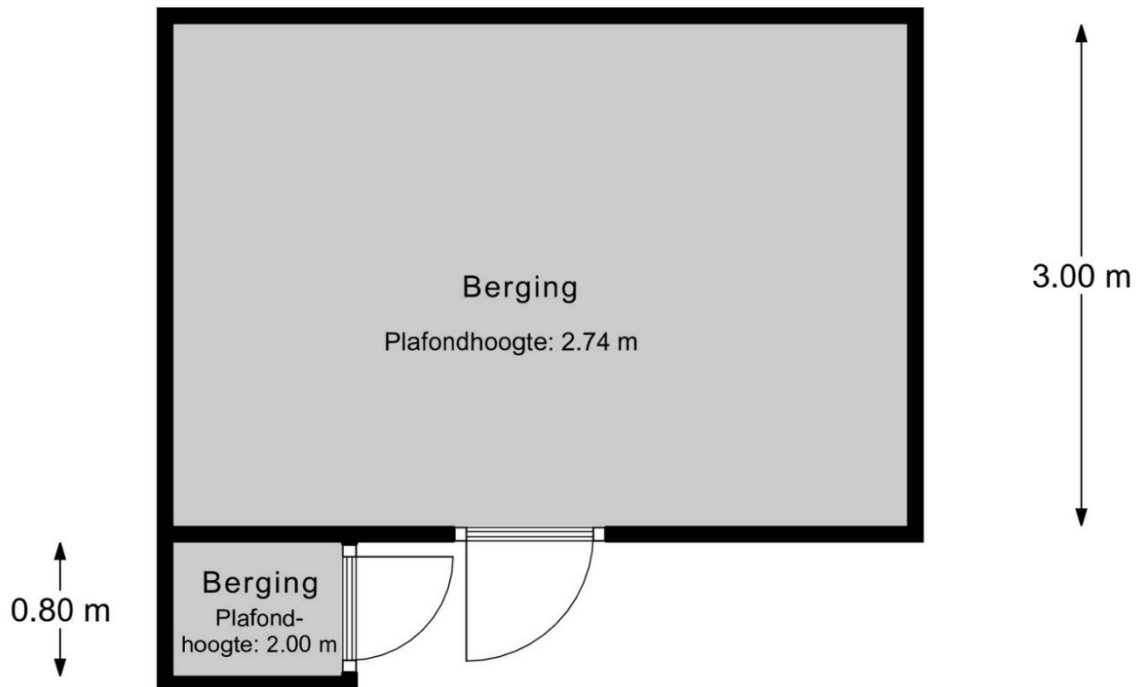 Berging
Plafondhoogte: 2.74 m
3.00 m
Berging
Plafond-
hoogte: 2.00 m
0.80 m